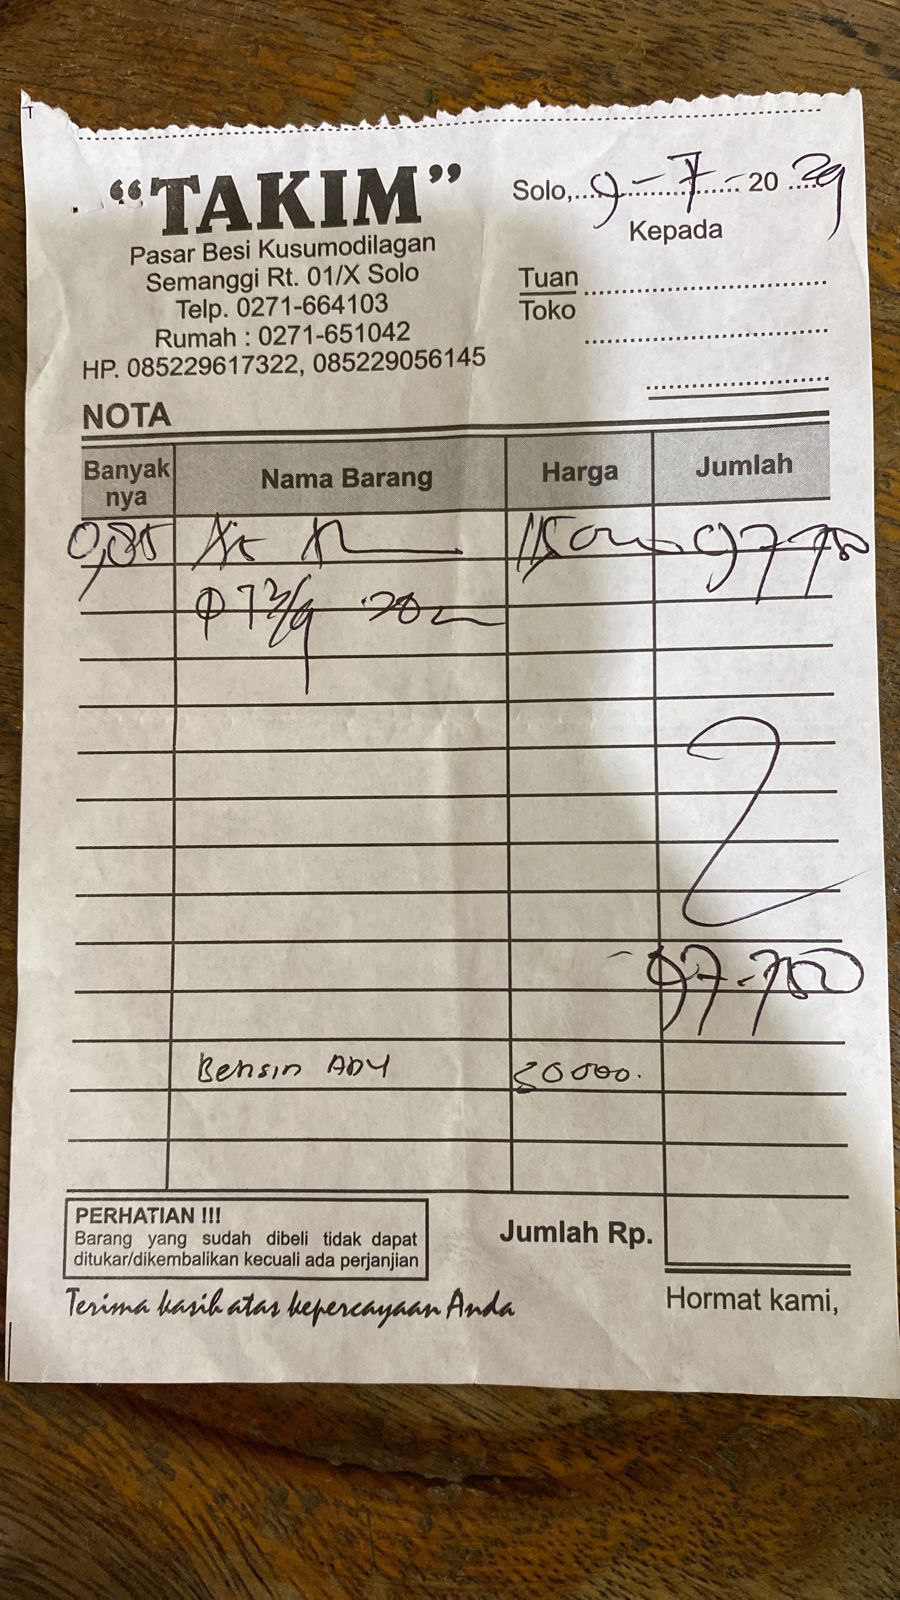 T
“TAKIM”
Pasar Besi Kusumodilagan
Semanggi Rt. 01/X Solo
Telp. 0271-664103
Rumah : 0271-651042
HP. 085229617322, 085229056145
Solo, 9-7-20
Kepada
Tuan
Toko
NOTA
Banyak nya Nama Barang Harga Jumlah
0,85 As 115000 97750
97.750
Bensin ADY 50000.
PERHATIAN !!!
Barang yang sudah dibeli tidak dapat
ditukar/dikembalikan kecuali ada perjanjian
Jumlah Rp.
Terima kasih atas kepercayaan Anda
Hormat kami,